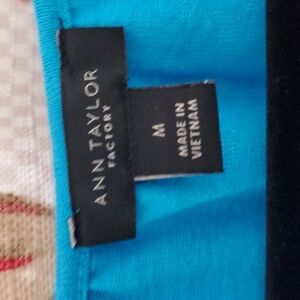 ANN TAYLOR
FACTORY
M
MADE IN
VIETNAM